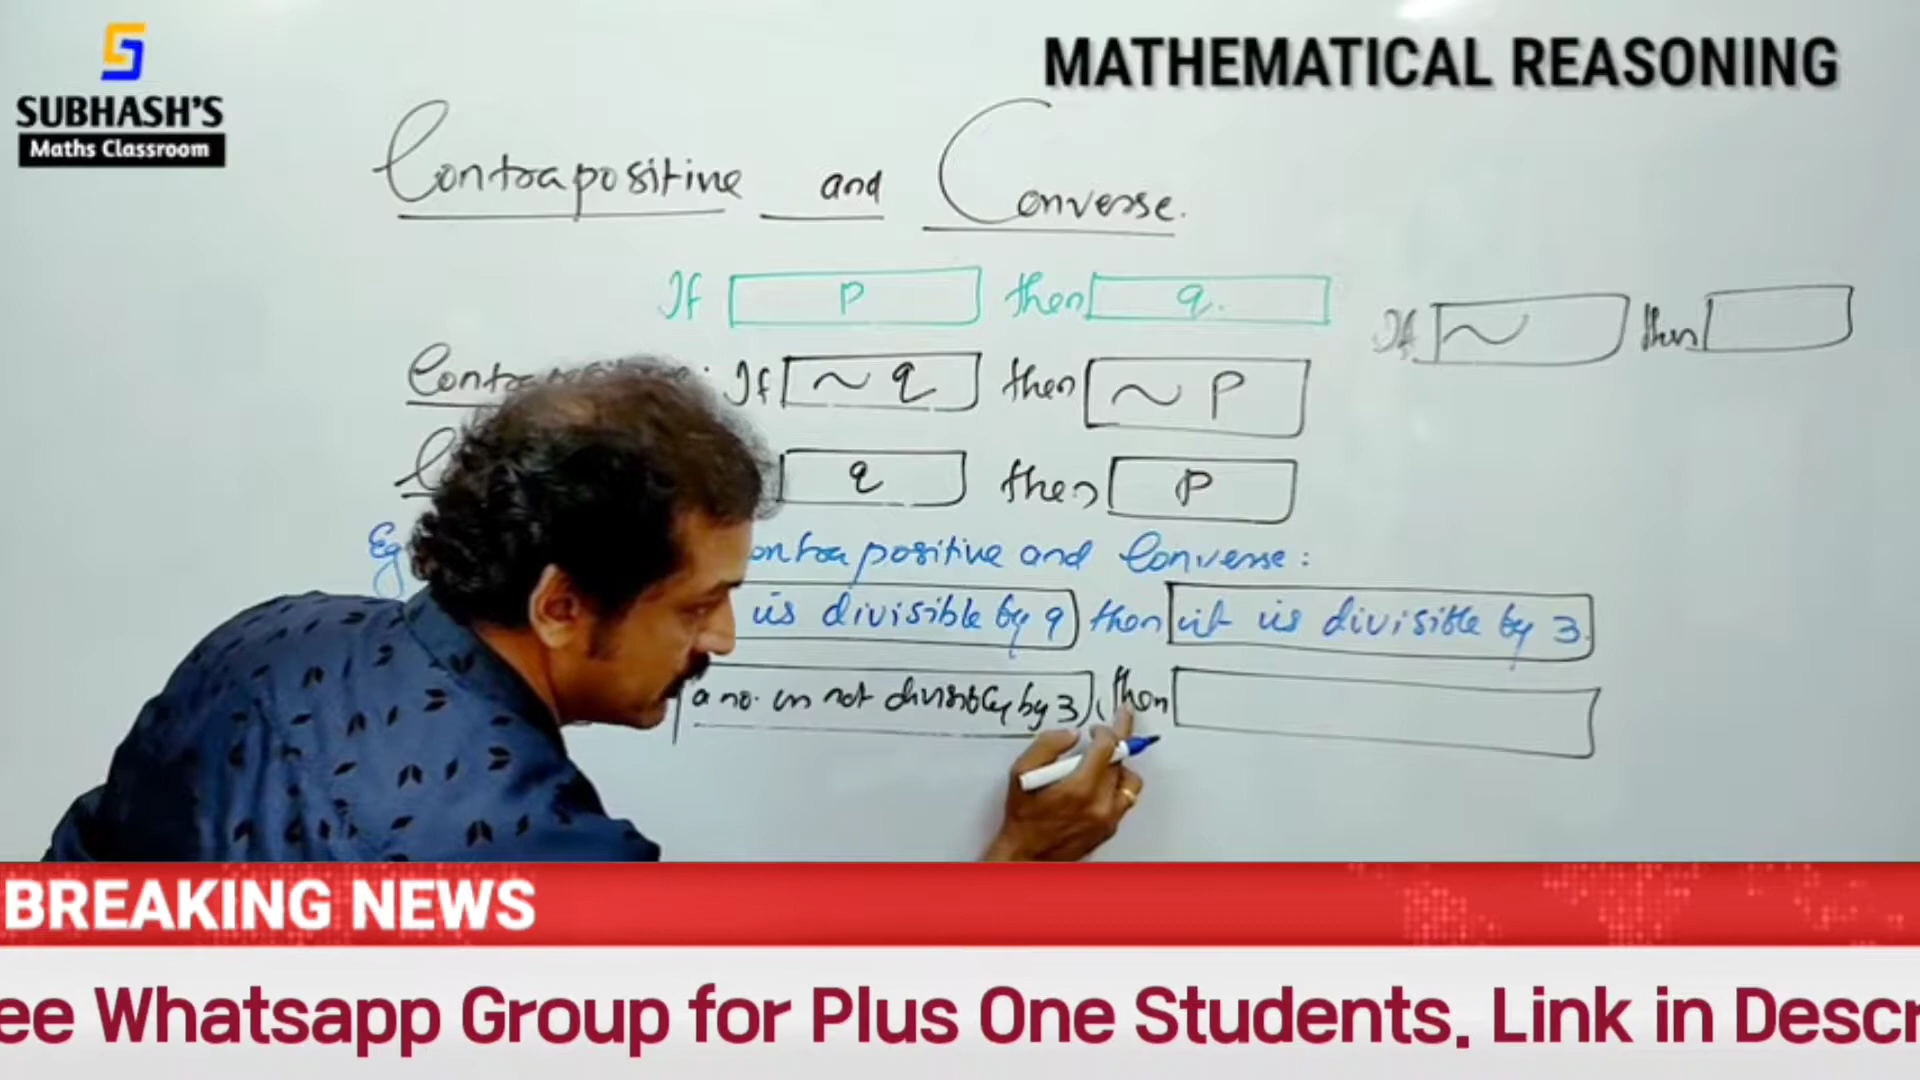 SUBHASH'S
Maths Classroom
MATHEMATICAL REASONING
Contrapositive and Converse.
If p then q.
If ~ then
If ~ q then ~ p
q then p
Eg contrapositive and Converse:
is divisible by 9 then it is divisible by 3.
a no. is not divisible by 3, then
BREAKING NEWS
ee Whatsapp Group for Plus One Students. Link in Descr